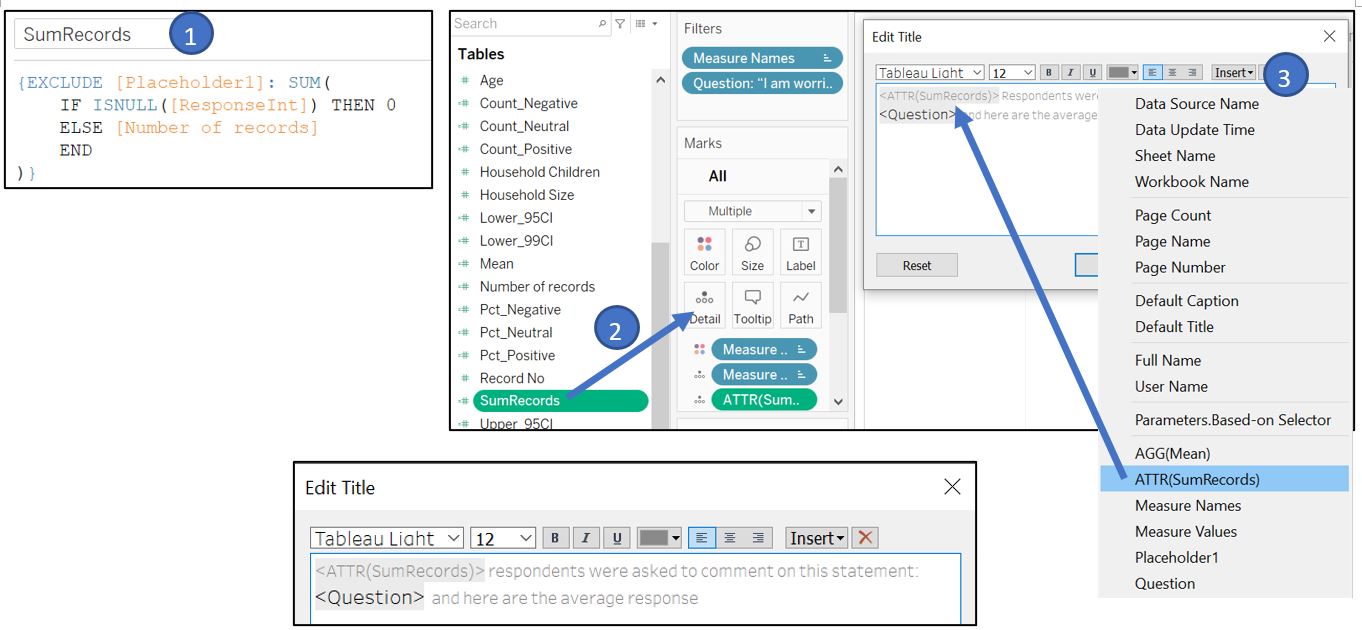 SumRecords
1
{EXCLUDE [Placeholder1]: SUM(
IF ISNULL([ResponseInt]) THEN 0
ELSE [Number of records]
END
)}
Search
Tables
Age
Count_Negative
Count_Neutral
Count_Positive
Household Children
Household Size
Lower_95CI
Lower_99CI
Mean
Number of records
Pct_Negative
Pct_Neutral
Pct_Positive
Record No
SumRecords
Upper_95CI
2
Filters
Measure Names
Question: "I am worri..
Marks
All
Multiple
Color Size Label
Detail Tooltip Path
Measure ..
Measure ..
ATTR(Sum..
Edit Title
Tableau Light 12 B I U Insert
3
<ATTR(SumRecords)> Respondents were
<Question> and here are the average
Reset
Data Source Name
Data Update Time
Sheet Name
Workbook Name
Page Count
Page Name
Page Number
Default Caption
Default Title
Full Name
User Name
Parameters.Based-on Selector
AGG(Mean)
ATTR(SumRecords)
Measure Names
Measure Values
Placeholder1
Question
Edit Title
Tableau Light 12 B I U Insert
<ATTR(SumRecords)> respondents were asked to comment on this statement:
<Question> and here are the average response